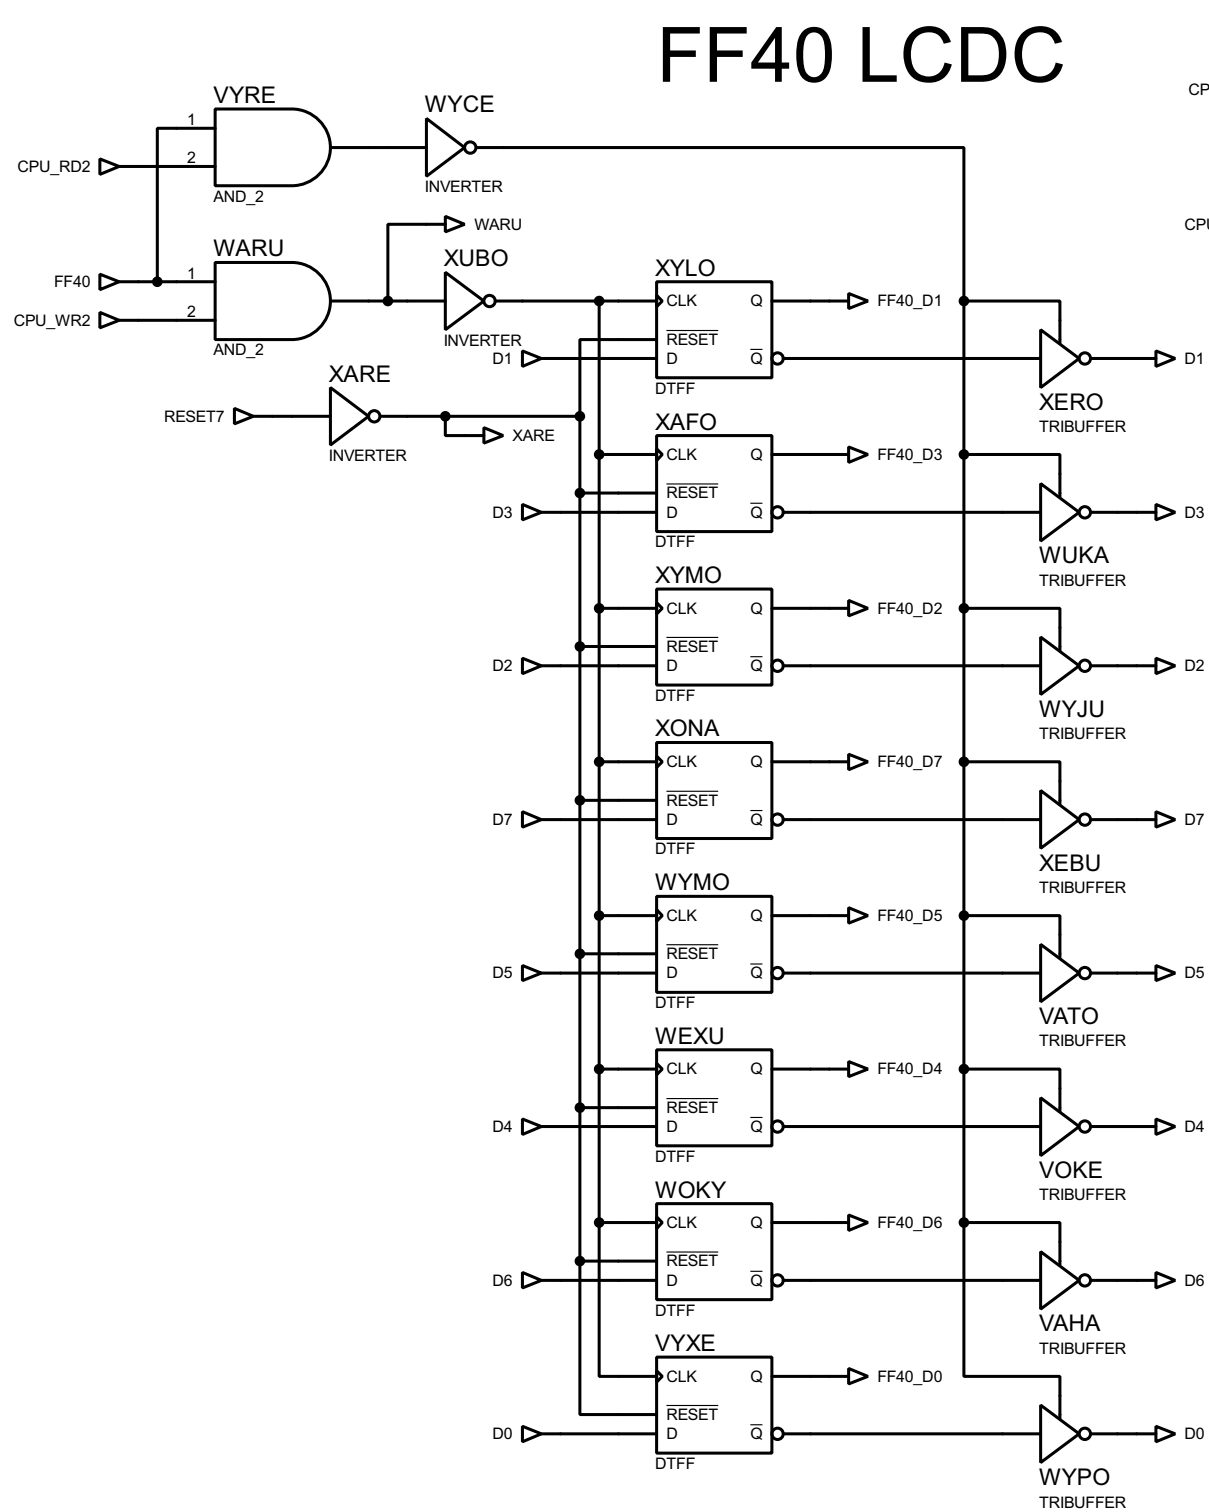 FF40 LCDC
CP
VYRE
WYCE
1
CPU_RD2
2
INVERTER
AND_2
WARU
CPU
WARU
XUBO
XYLO
FF40
1
CLK
Q
FF40_D1
CPU_WR2
2
INVERTER
RESET
AND_2
D1
D
Q
D1
XARE
DTFF
XERO
RESET7
XAFO
TRIBUFFER
XARE
INVERTER
CLK
Q
FF40_D3
RESET
D3
D
Q
D3
DTFF
WUKA
XYMO
TRIBUFFER
CLK
Q
FF40_D2
RESET
D2
D
Q
D2
DTFF
WYJU
XONA
TRIBUFFER
CLK
Q
FF40_D7
RESET
D7
D
Q
D7
DTFF
XEBU
WYMO
TRIBUFFER
CLK
Q
FF40_D5
RESET
D5
D
Q
D5
DTFF
VATO
WEXU
TRIBUFFER
CLK
Q
FF40_D4
RESET
D4
D
Q
D4
DTFF
VOKE
WOKY
TRIBUFFER
CLK
Q
FF40_D6
RESET
D6
D
Q
D6
DTFF
VAHA
VYXE
TRIBUFFER
CLK
Q
FF40_D0
RESET
D0
D
Q
D0
DTFF
WYPO
TRIBUFFER